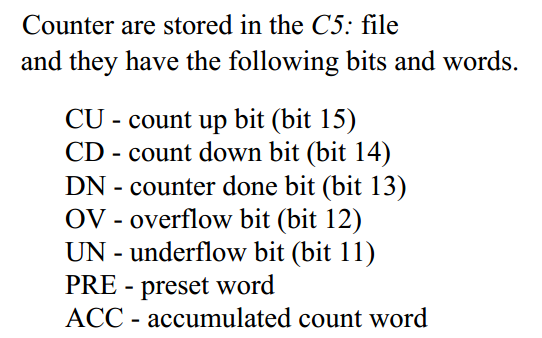 Counter are stored in the C5: file
and they have the following bits and words.
CU - count up bit (bit 15)
CD - count down bit (bit 14)
DN - counter done bit (bit 13)
OV - overflow bit (bit 12)
UN - underflow bit (bit 11)
PRE - preset word
ACC - accumulated count word